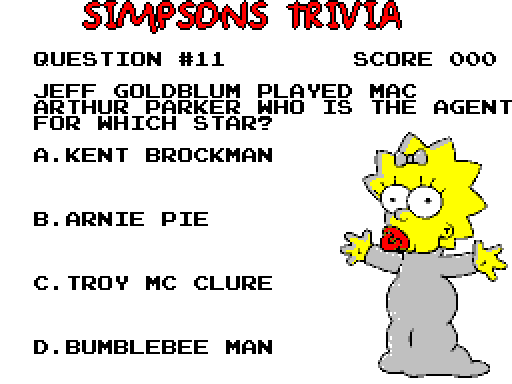 SIMPSONS TRIVIA
QUESTION #11 SCORE 000
JEFF GOLDBLUM PLAYED MAC
ARTHUR PARKER WHO IS THE AGENT
FOR WHICH STAR?
A.KENT BROCKMAN
B.ARNIE PIE
C.TROY MC CLURE
D.BUMBLEBEE MAN